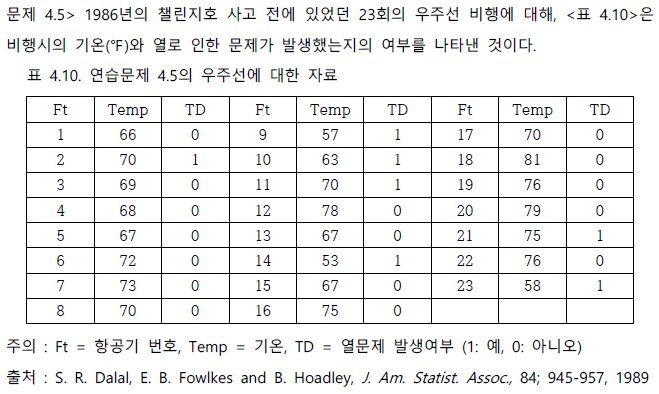 문제 4.5> 1986년의 챌린지호 사고 전에 있었던 23회의 우주선 비행에 대해, <표 4.10>은
비행시의 기온(℉)와 열로 인한 문제가 발생했는지의 여부를 나타낸 것이다.
표 4.10. 연습문제 4.5의 우주선에 대한 자료
Ft Temp TD Ft Temp TD Ft Temp TD
1 66 0 9 57 1 17 70 0
2 70 1 10 63 1 18 81 0
3 69 0 11 70 1 19 76 0
4 68 0 12 78 0 20 79 0
5 67 0 13 67 0 21 75 1
6 72 0 14 53 1 22 76 0
7 73 0 15 67 0 23 58 1
8 70 0 16 75 0
주의 : Ft = 항공기 번호, Temp = 기온, TD = 열문제 발생여부 (1: 예, 0: 아니오)
출처 : S. R. Dalal, E. B. Fowlkes and B. Hoadley, J. Am. Statist. Assoc., 84; 945-957, 1989